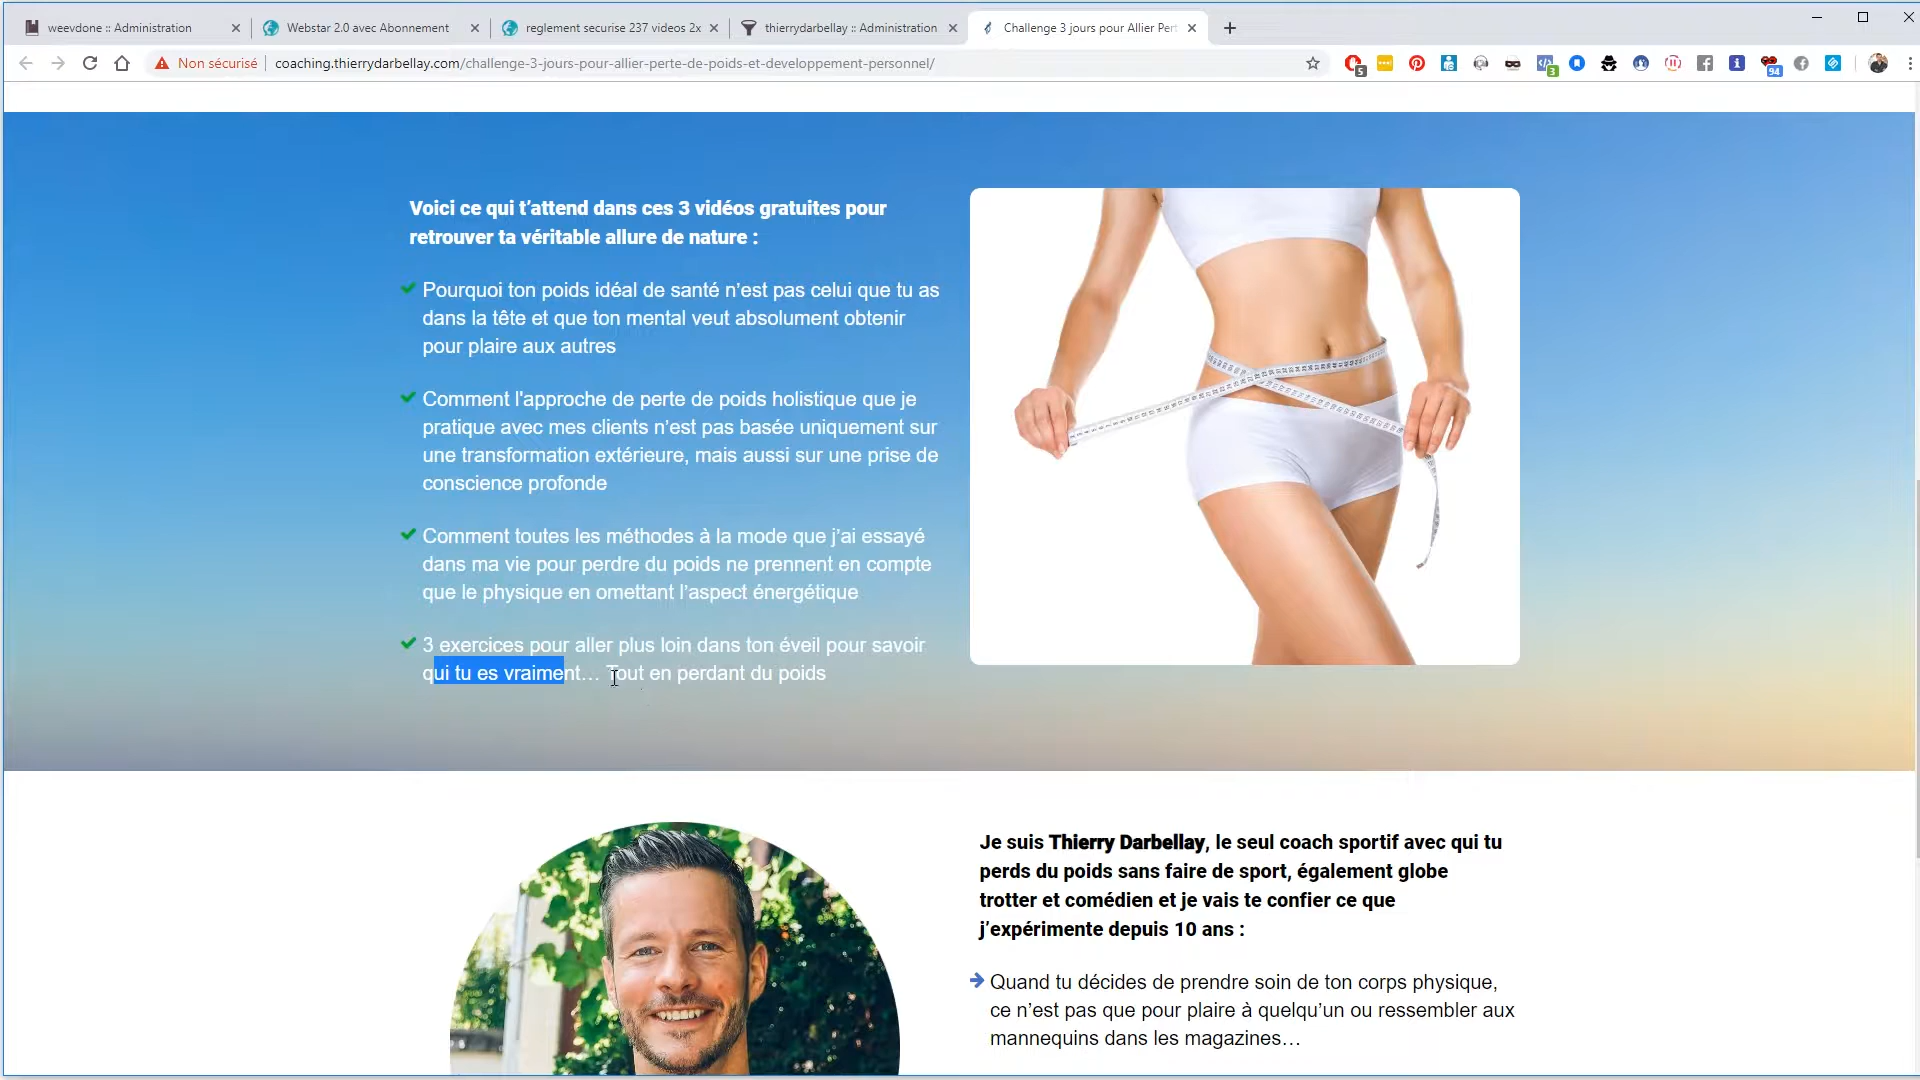 weevdone :: Administration
Webstar 2.0 avec Abonnement
reglement securise 237 videos 2x
thierrydarbellay :: Administration
Challenge 3 jours pour Allier Pert
Non sécurisé
coaching.thierrydarbellay.com/challenge-3-jours-pour-allier-perte-de-poids-et-developpement-personnel/
5
3
94
Voici ce qui t’attend dans ces 3 vidéos gratuites pour
retrouver ta véritable allure de nature :
Pourquoi ton poids idéal de santé n’est pas celui que tu as
dans la tête et que ton mental veut absolument obtenir
pour plaire aux autres
Comment l'approche de perte de poids holistique que je
pratique avec mes clients n’est pas basée uniquement sur
une transformation extérieure, mais aussi sur une prise de
conscience profonde
Comment toutes les méthodes à la mode que j’ai essayé
dans ma vie pour perdre du poids ne prennent en compte
que le physique en omettant l’aspect énergétique
3 exercices pour aller plus loin dans ton éveil pour savoir
qui tu es vraiment… Tout en perdant du poids
Je suis Thierry Darbellay, le seul coach sportif avec qui tu
perds du poids sans faire de sport, également globe
trotter et comédien et je vais te confier ce que
j’expérimente depuis 10 ans :
Quand tu décides de prendre soin de ton corps physique,
ce n’est pas que pour plaire à quelqu’un ou ressembler aux
mannequins dans les magazines…